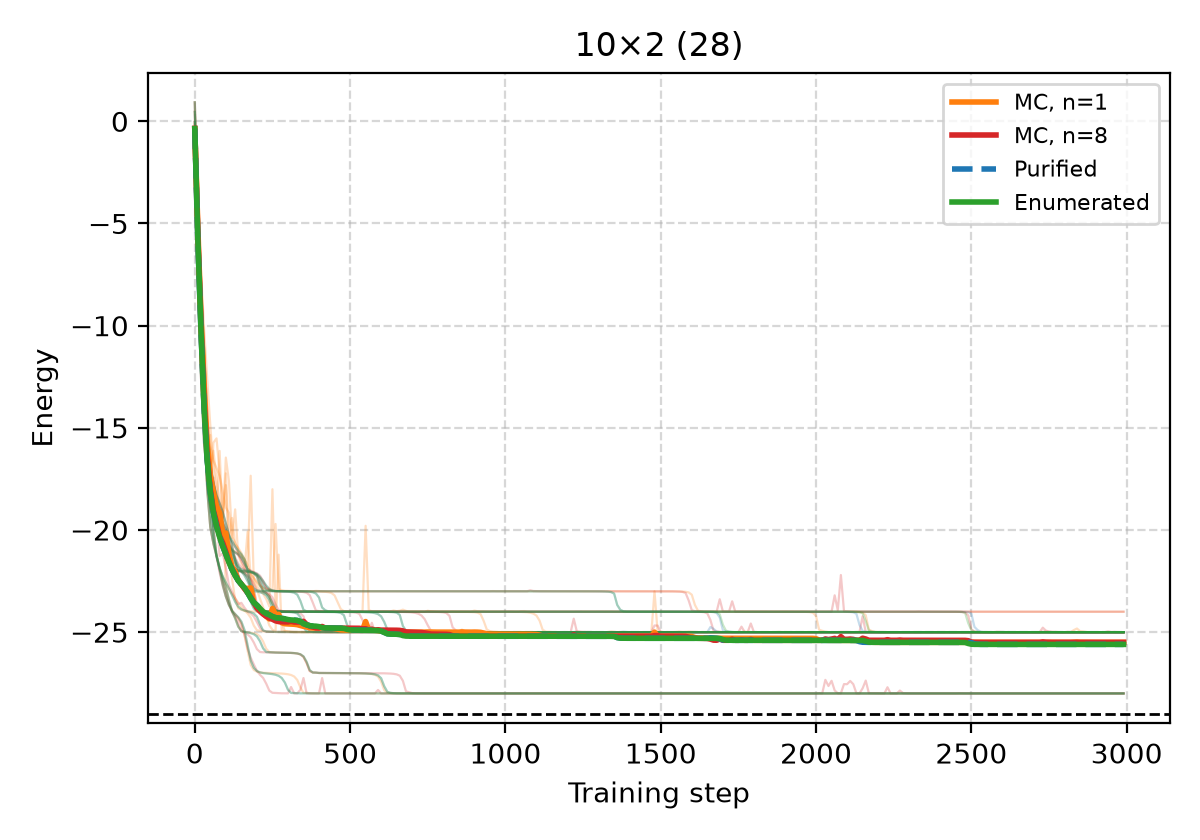 10×2 (28)
MC, n=1
MC, n=8
Purified
Enumerated
Energy
0
−5
−10
−15
−20
−25
0 500 1000 1500 2000 2500 3000
Training step